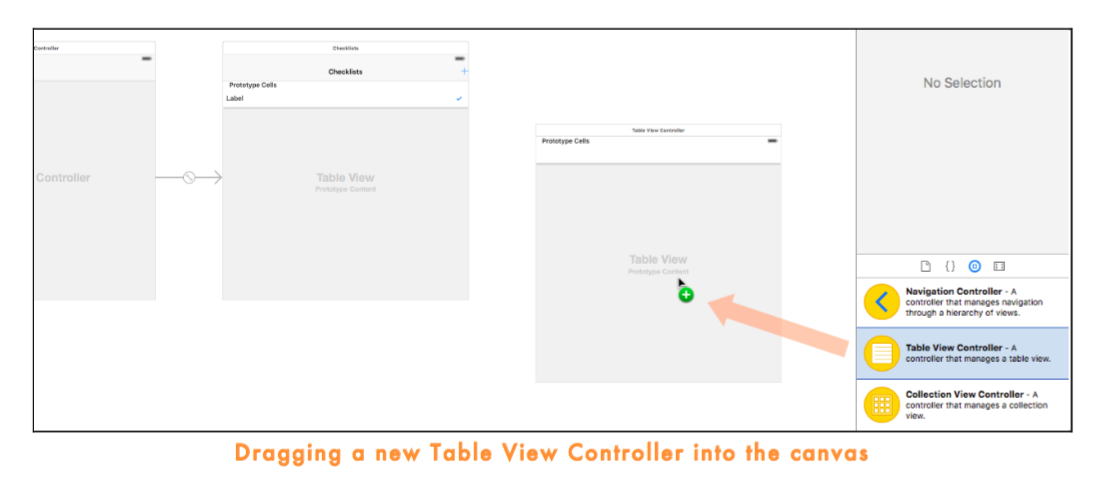 Controller
Controller
Checklists
Checklists +
Prototype Cells
Label
Table View
Prototype Content
Table View Controller
Prototype Cells
Table View
Prototype Content
No Selection
{}
Navigation Controller - A
controller that manages navigation
through a hierarchy of views.
Table View Controller - A
controller that manages a table view.
Collection View Controller - A
controller that manages a collection
view.
Dragging a new Table View Controller into the canvas